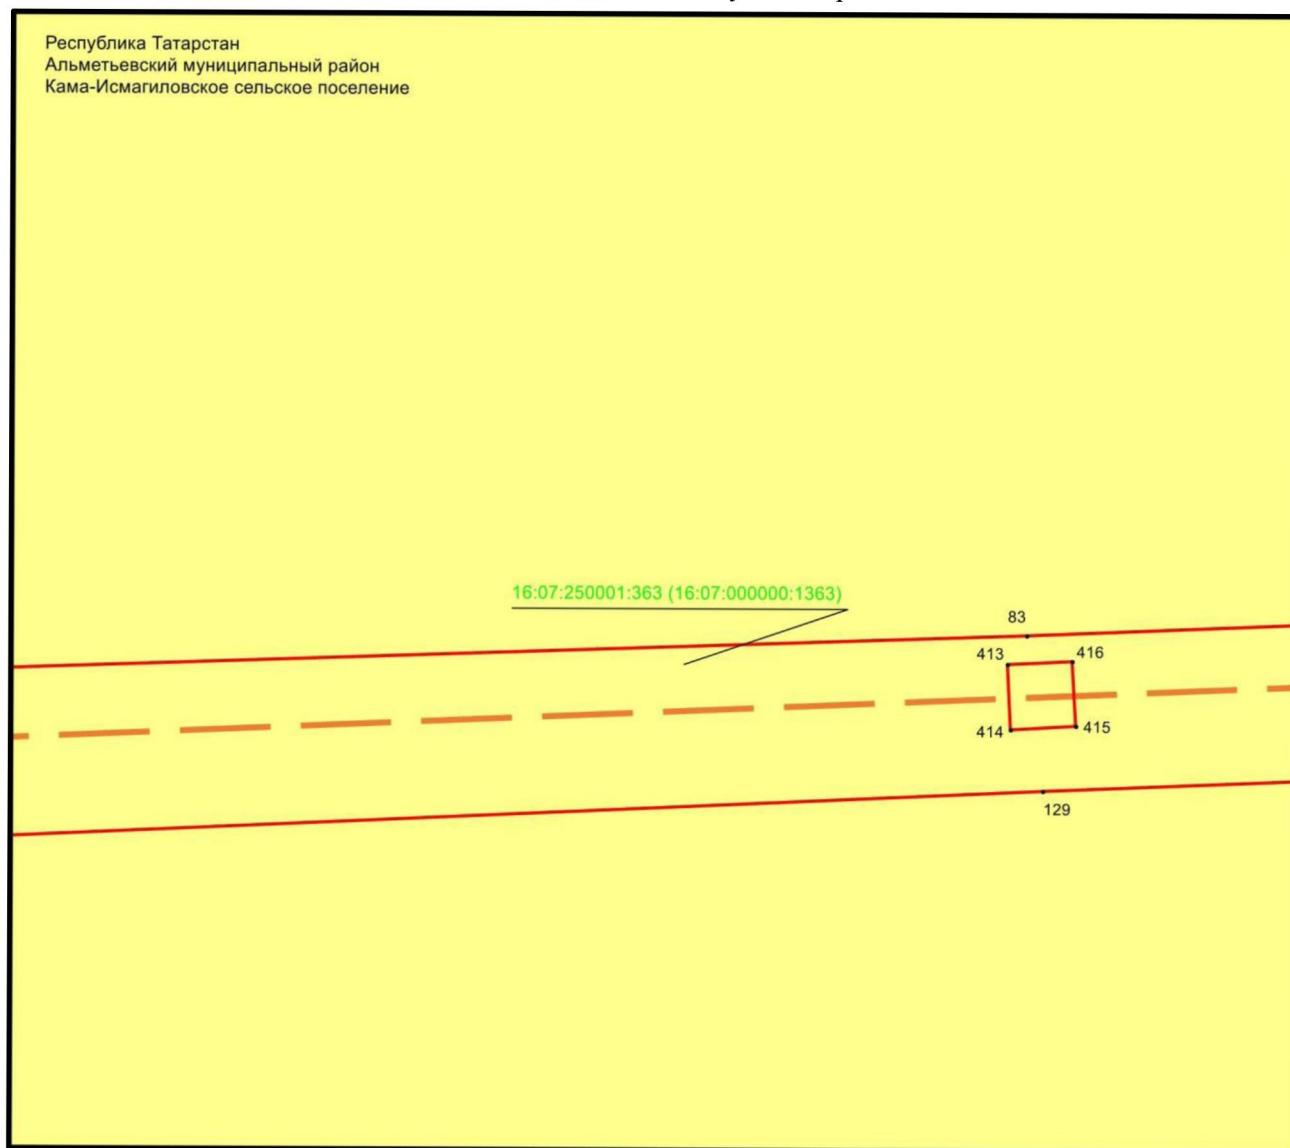 Республика Татарстан
Альметьевский муниципальный район
Кама-Исмагиловское сельское поселение
16:07:250001:363 (16:07:000000:1363)
83
413
416
414
415
129